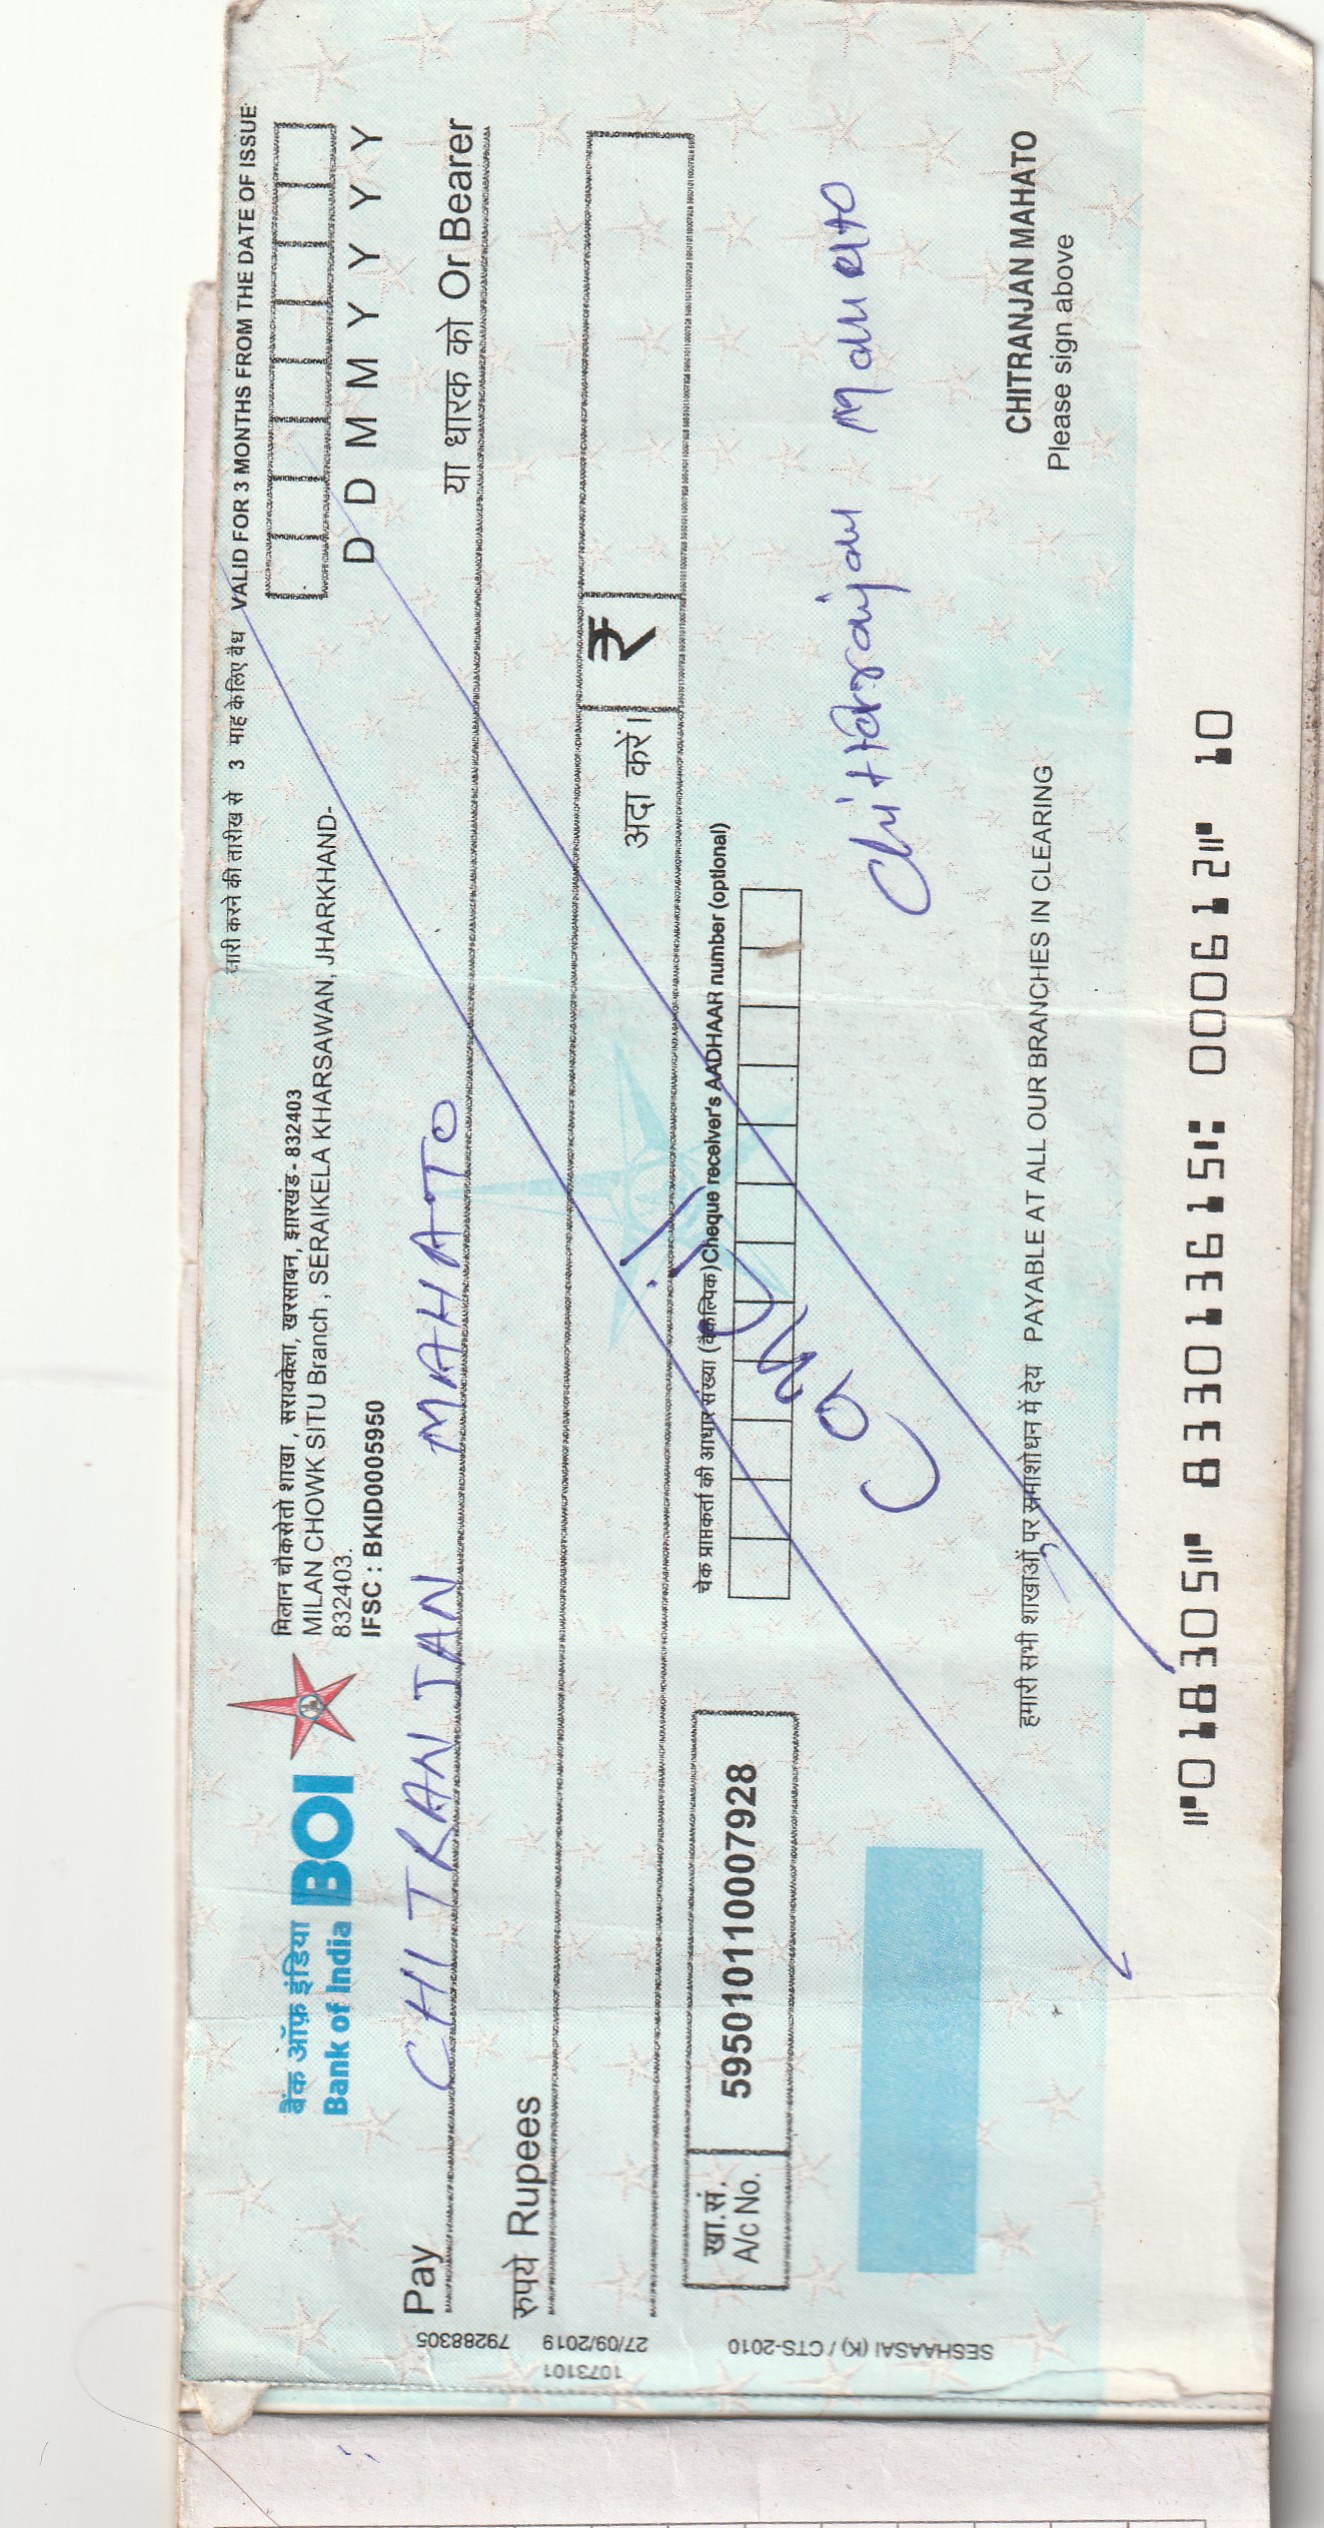 जारी करने की तारीख से 3 माह के लिए वैध VALID FOR 3 MONTHS FROM THE DATE OF ISSUE
बैंक ऑफ़ इंडिया BOI
Bank of India
मिलान चौकसेतो शाखा , सरायकेला, खरसाबन, झारखंड- 832403
MILAN CHOWK SITU Branch , SERAIKELA KHARSAWAN, JHARKHAND-
832403.
IFSC : BKID0005950
D D M M Y Y Y Y
Pay CHITRANJAN MAHATO या धारक को Or Bearer
रुपये Rupees
अदा करें। ₹
खा.सं.
A/c No. 595010110007928
चेक प्राप्तकर्ता की आधार संख्या (वैकल्पिक) Cheque receiver's AADHAAR number (optional)
CHITRANJAN MAHATO
Please sign above
हमारी सभी शाखाओं पर समाशोधन में देय PAYABLE AT ALL OUR BRANCHES IN CLEARING
⑈018305⑈ 833013615⑆ 000612⑈ 10
79288305
27/09/2019
1073101
SESHAASAI (K) / CTS-2010